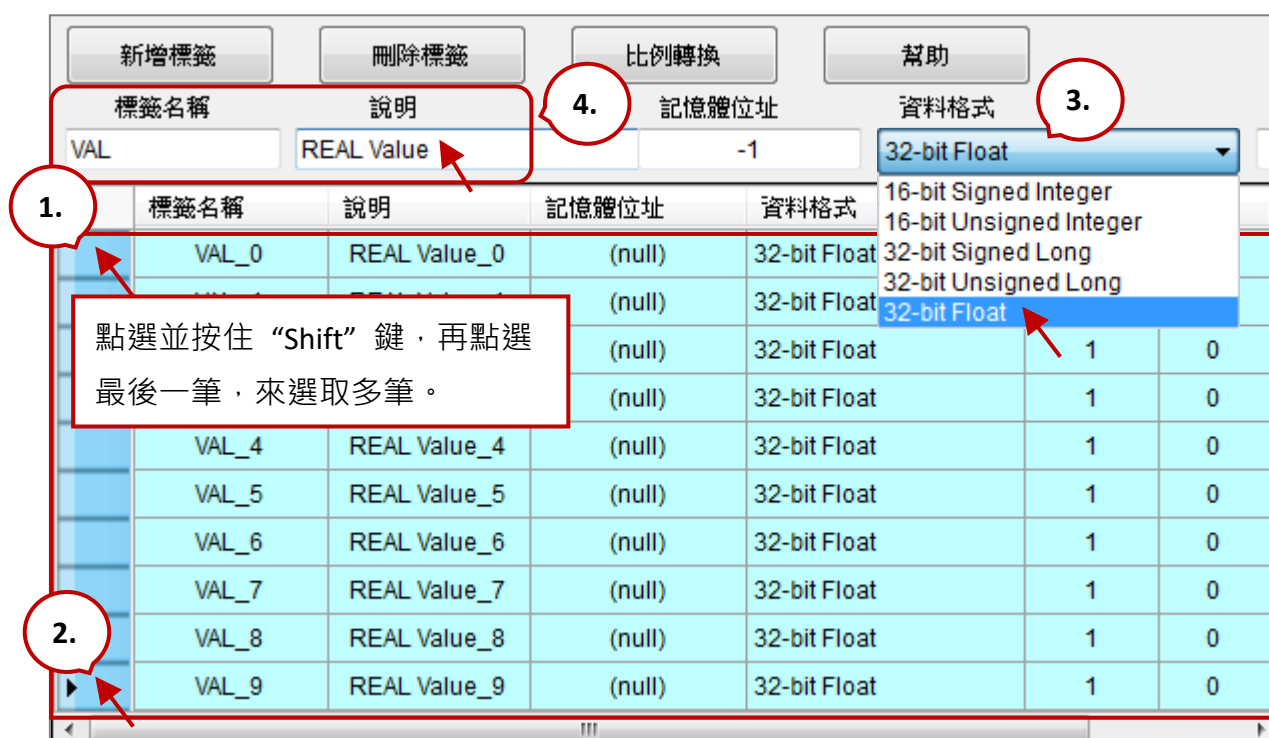 新增標籤 刪除標籤 比例轉換 幫助
標籤名稱 說明 4. 記憶體位址 資料格式 3.
VAL REAL Value -1 32-bit Float
16-bit Signed Integer
16-bit Unsigned Integer
32-bit Signed Long
32-bit Unsigned Long
32-bit Float
1. 標籤名稱 說明 記憶體位址 資料格式
VAL_0 REAL Value_0 (null) 32-bit Float
(null) 32-bit Float
點選並按住 “Shift” 鍵，再點選
最後一筆，來選取多筆。
(null) 32-bit Float 1 0
(null) 32-bit Float 1 0
VAL_4 REAL Value_4 (null) 32-bit Float 1 0
VAL_5 REAL Value_5 (null) 32-bit Float 1 0
VAL_6 REAL Value_6 (null) 32-bit Float 1 0
VAL_7 REAL Value_7 (null) 32-bit Float 1 0
2. VAL_8 REAL Value_8 (null) 32-bit Float 1 0
VAL_9 REAL Value_9 (null) 32-bit Float 1 0